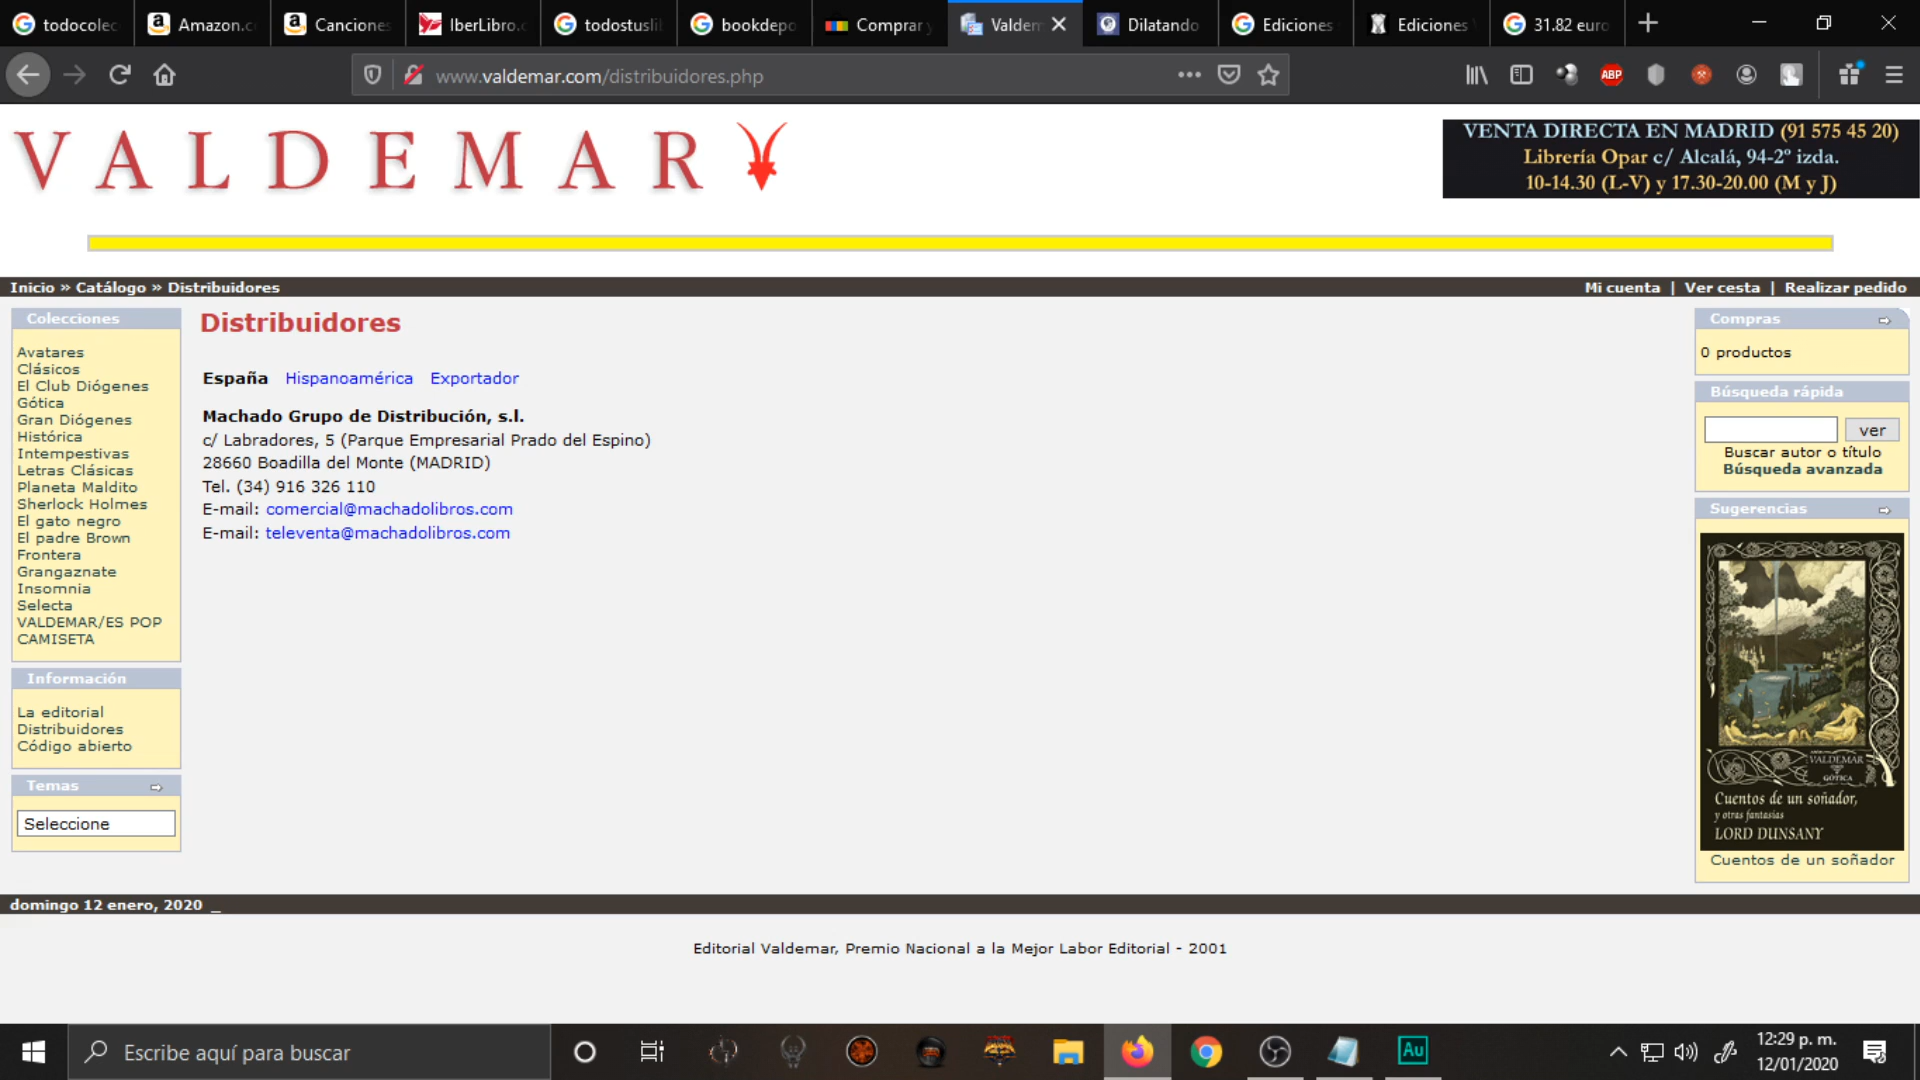 todocolec
Amazon.c
Canciones
IberLibro.c
todostuslib
bookdepo
Comprar y
Valdem
Dilatando
Ediciones
Ediciones
31.82 euro
www.valdemar.com/distribuidores.php
ABP
VALDEMAR
VENTA DIRECTA EN MADRID (91 575 45 20)
Librería Opar c/ Alcalá, 94-2º izda.
10-14.30 (L-V) y 17.30-20.00 (M y J)
Inicio » Catálogo » Distribuidores
Mi cuenta | Ver cesta | Realizar pedido
Colecciones
Avatares
Clásicos
El Club Diógenes
Gótica
Gran Diógenes
Histórica
Intempestivas
Letras Clásicas
Planeta Maldito
Sherlock Holmes
El gato negro
El padre Brown
Frontera
Grangaznate
Insomnia
Selecta
VALDEMAR/ES POP
CAMISETA
Información
La editorial
Distribuidores
Código abierto
Temas
Seleccione
Distribuidores
España Hispanoamérica Exportador
Machado Grupo de Distribución, s.l.
c/ Labradores, 5 (Parque Empresarial Prado del Espino)
28660 Boadilla del Monte (MADRID)
Tel. (34) 916 326 110
E-mail: comercial@machadolibros.com
E-mail: televenta@machadolibros.com
Compras
0 productos
Búsqueda rápida
ver
Buscar autor o título
Búsqueda avanzada
Sugerencias
VALDEMAR
GÓTICA
Cuentos de un soñador,
y otras fantasías
LORD DUNSANY
Cuentos de un soñador
domingo 12 enero, 2020 _
Editorial Valdemar, Premio Nacional a la Mejor Labor Editorial - 2001
Escribe aquí para buscar
Au
12:29 p. m.
12/01/2020